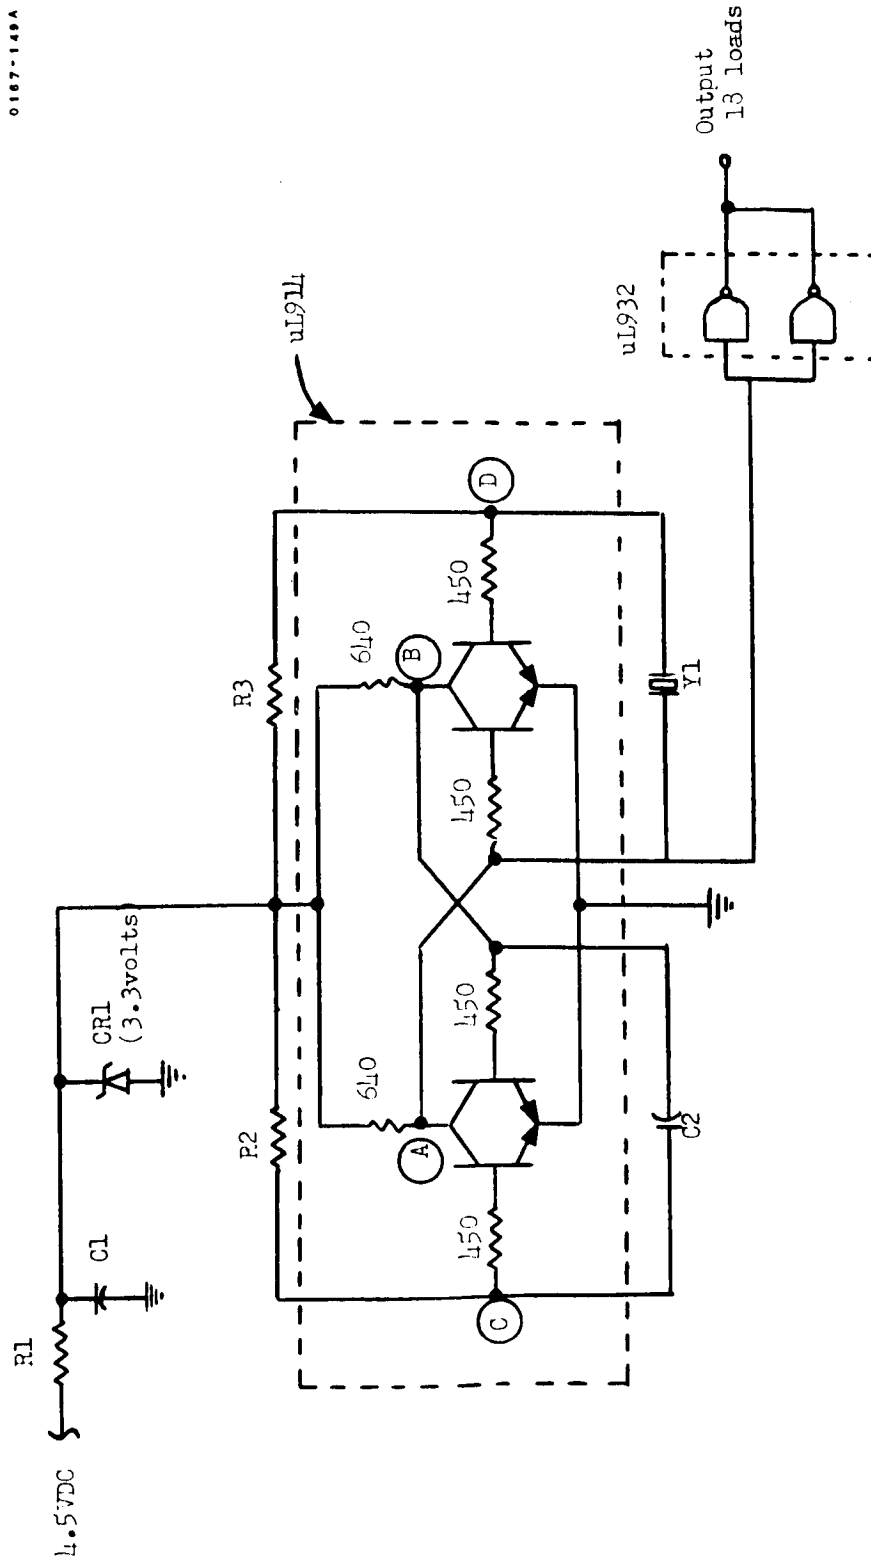 0167-149A
Output
13 loads
uL932
uL914
D
R3
640
B
450
Y1
450
CR1
(3.3volts)
450
640
A
R2
C2
450
C
C1
R1
4.5VDC